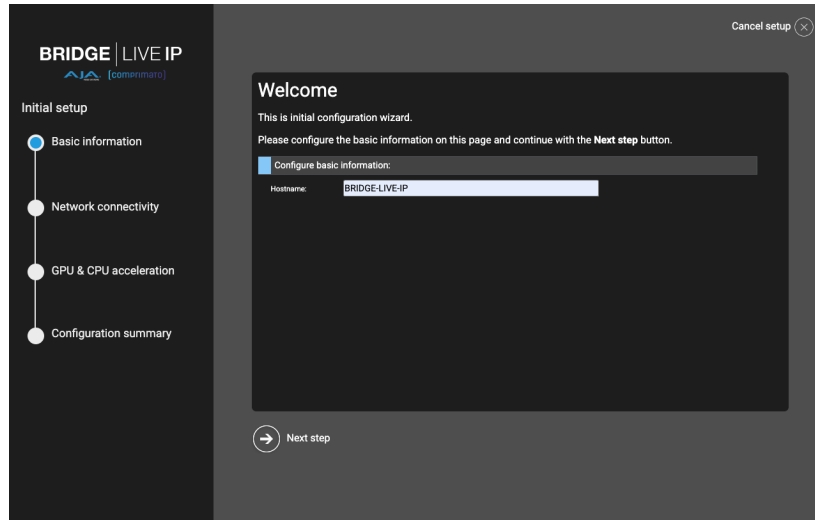 Cancel setup
BRIDGE | LIVE IP
AJA [comprimato]
Initial setup
Basic information
Network connectivity
GPU & CPU acceleration
Configuration summary
Welcome
This is initial configuration wizard.
Please configure the basic information on this page and continue with the Next step button.
Configure basic information:
Hostname: BRIDGE-LIVE-IP
Next step